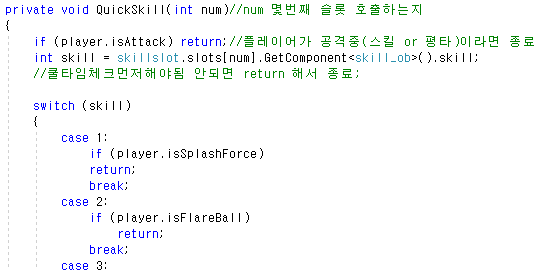 private void QuickSkill(int num)//num 몇번째 슬롯 호출하는지
{
if (player.isAttack) return;//플레이어가 공격중(스킬 or 평타)이라면 종료
int skill = skillslot.slots[num].GetComponent<skill_ob>().skill;
//쿨타임체크먼저해야됨 안되면 return 해서 종료;
switch (skill)
{
case 1:
if (player.isSplashForce)
return;
break;
case 2:
if (player.isFlareBall)
return;
break;
case 3: